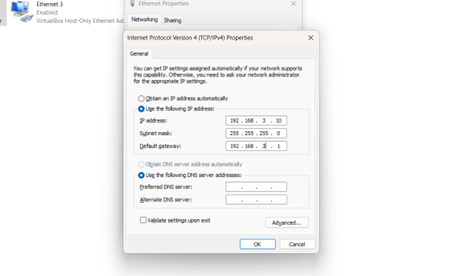 Ethernet 3
Enabled
VirtualBox Host-Only Ethernet Ad
Ethernet Properties
Networking Sharing
Internet Protocol Version 4 (TCP/IPv4) Properties
General
You can get IP settings assigned automatically if your network supports
this capability. Otherwise, you need to ask your network administrator
for the appropriate IP settings.
Obtain an IP address automatically
Use the following IP address:
IP address: 192 . 168 . 3 . 10
Subnet mask: 255 . 255 . 255 . 0
Default gateway: 192 . 168 . 3 . 1
Obtain DNS server address automatically
Use the following DNS server addresses:
Preferred DNS server: . . .
Alternate DNS server: . . .
Validate settings upon exit
Advanced...
OK Cancel